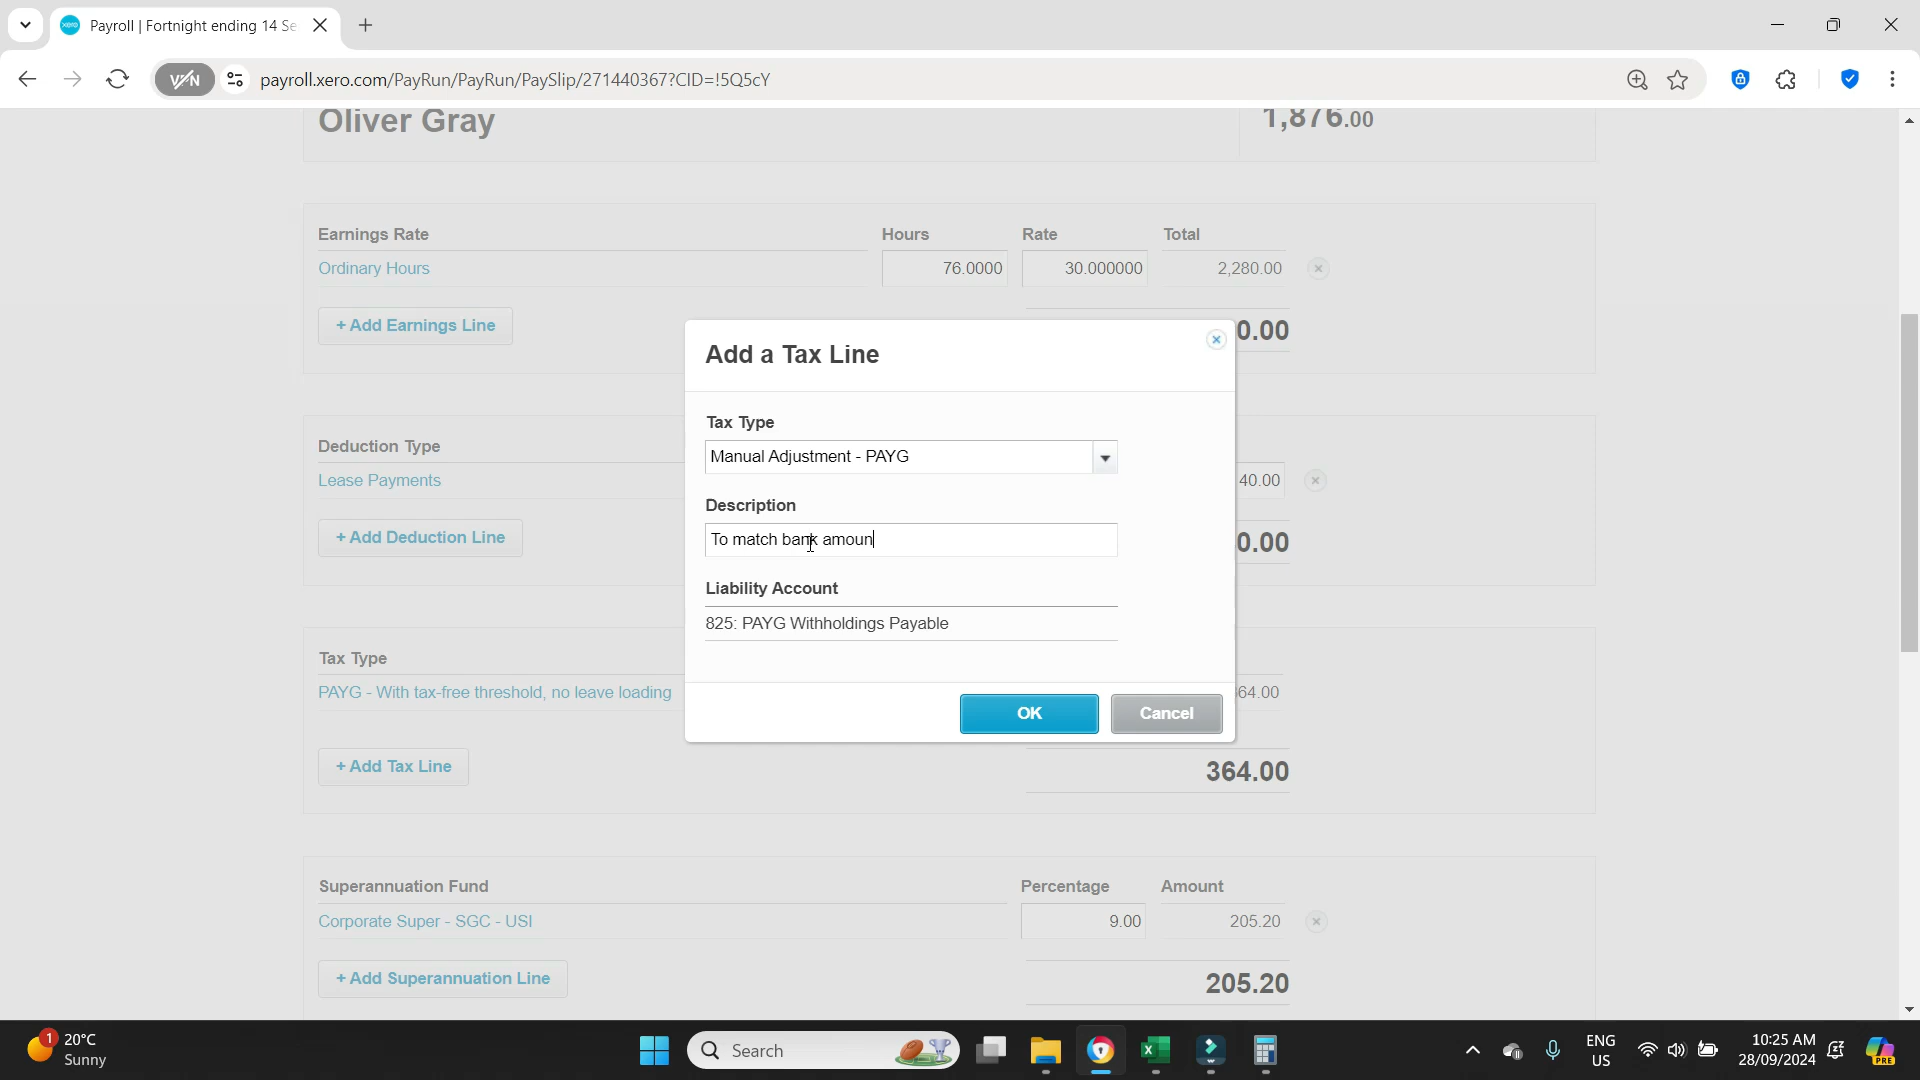 Payroll | Fortnight ending 14 Se
VPN
payroll.xero.com/PayRun/PayRun/PaySlip/271440367?CID=!5Q5cY
Oliver Gray
1,876.00
Earnings Rate Hours Rate Total
Ordinary Hours 76.0000 30.000000 2,280.00
+ Add Earnings Line 0.00
Add a Tax Line
Tax Type
Manual Adjustment - PAYG
Description
To match bank amoun
Liability Account
825: PAYG Withholdings Payable
OK Cancel
Deduction Type
Lease Payments 40.00
+ Add Deduction Line 0.00
Tax Type
PAYG - With tax-free threshold, no leave loading 64.00
+ Add Tax Line 364.00
Superannuation Fund Percentage Amount
Corporate Super - SGC - USI 9.00 205.20
+ Add Superannuation Line 205.20
1 20°C
Sunny
Search
ENG
US
10:25 AM
28/09/2024
PRE